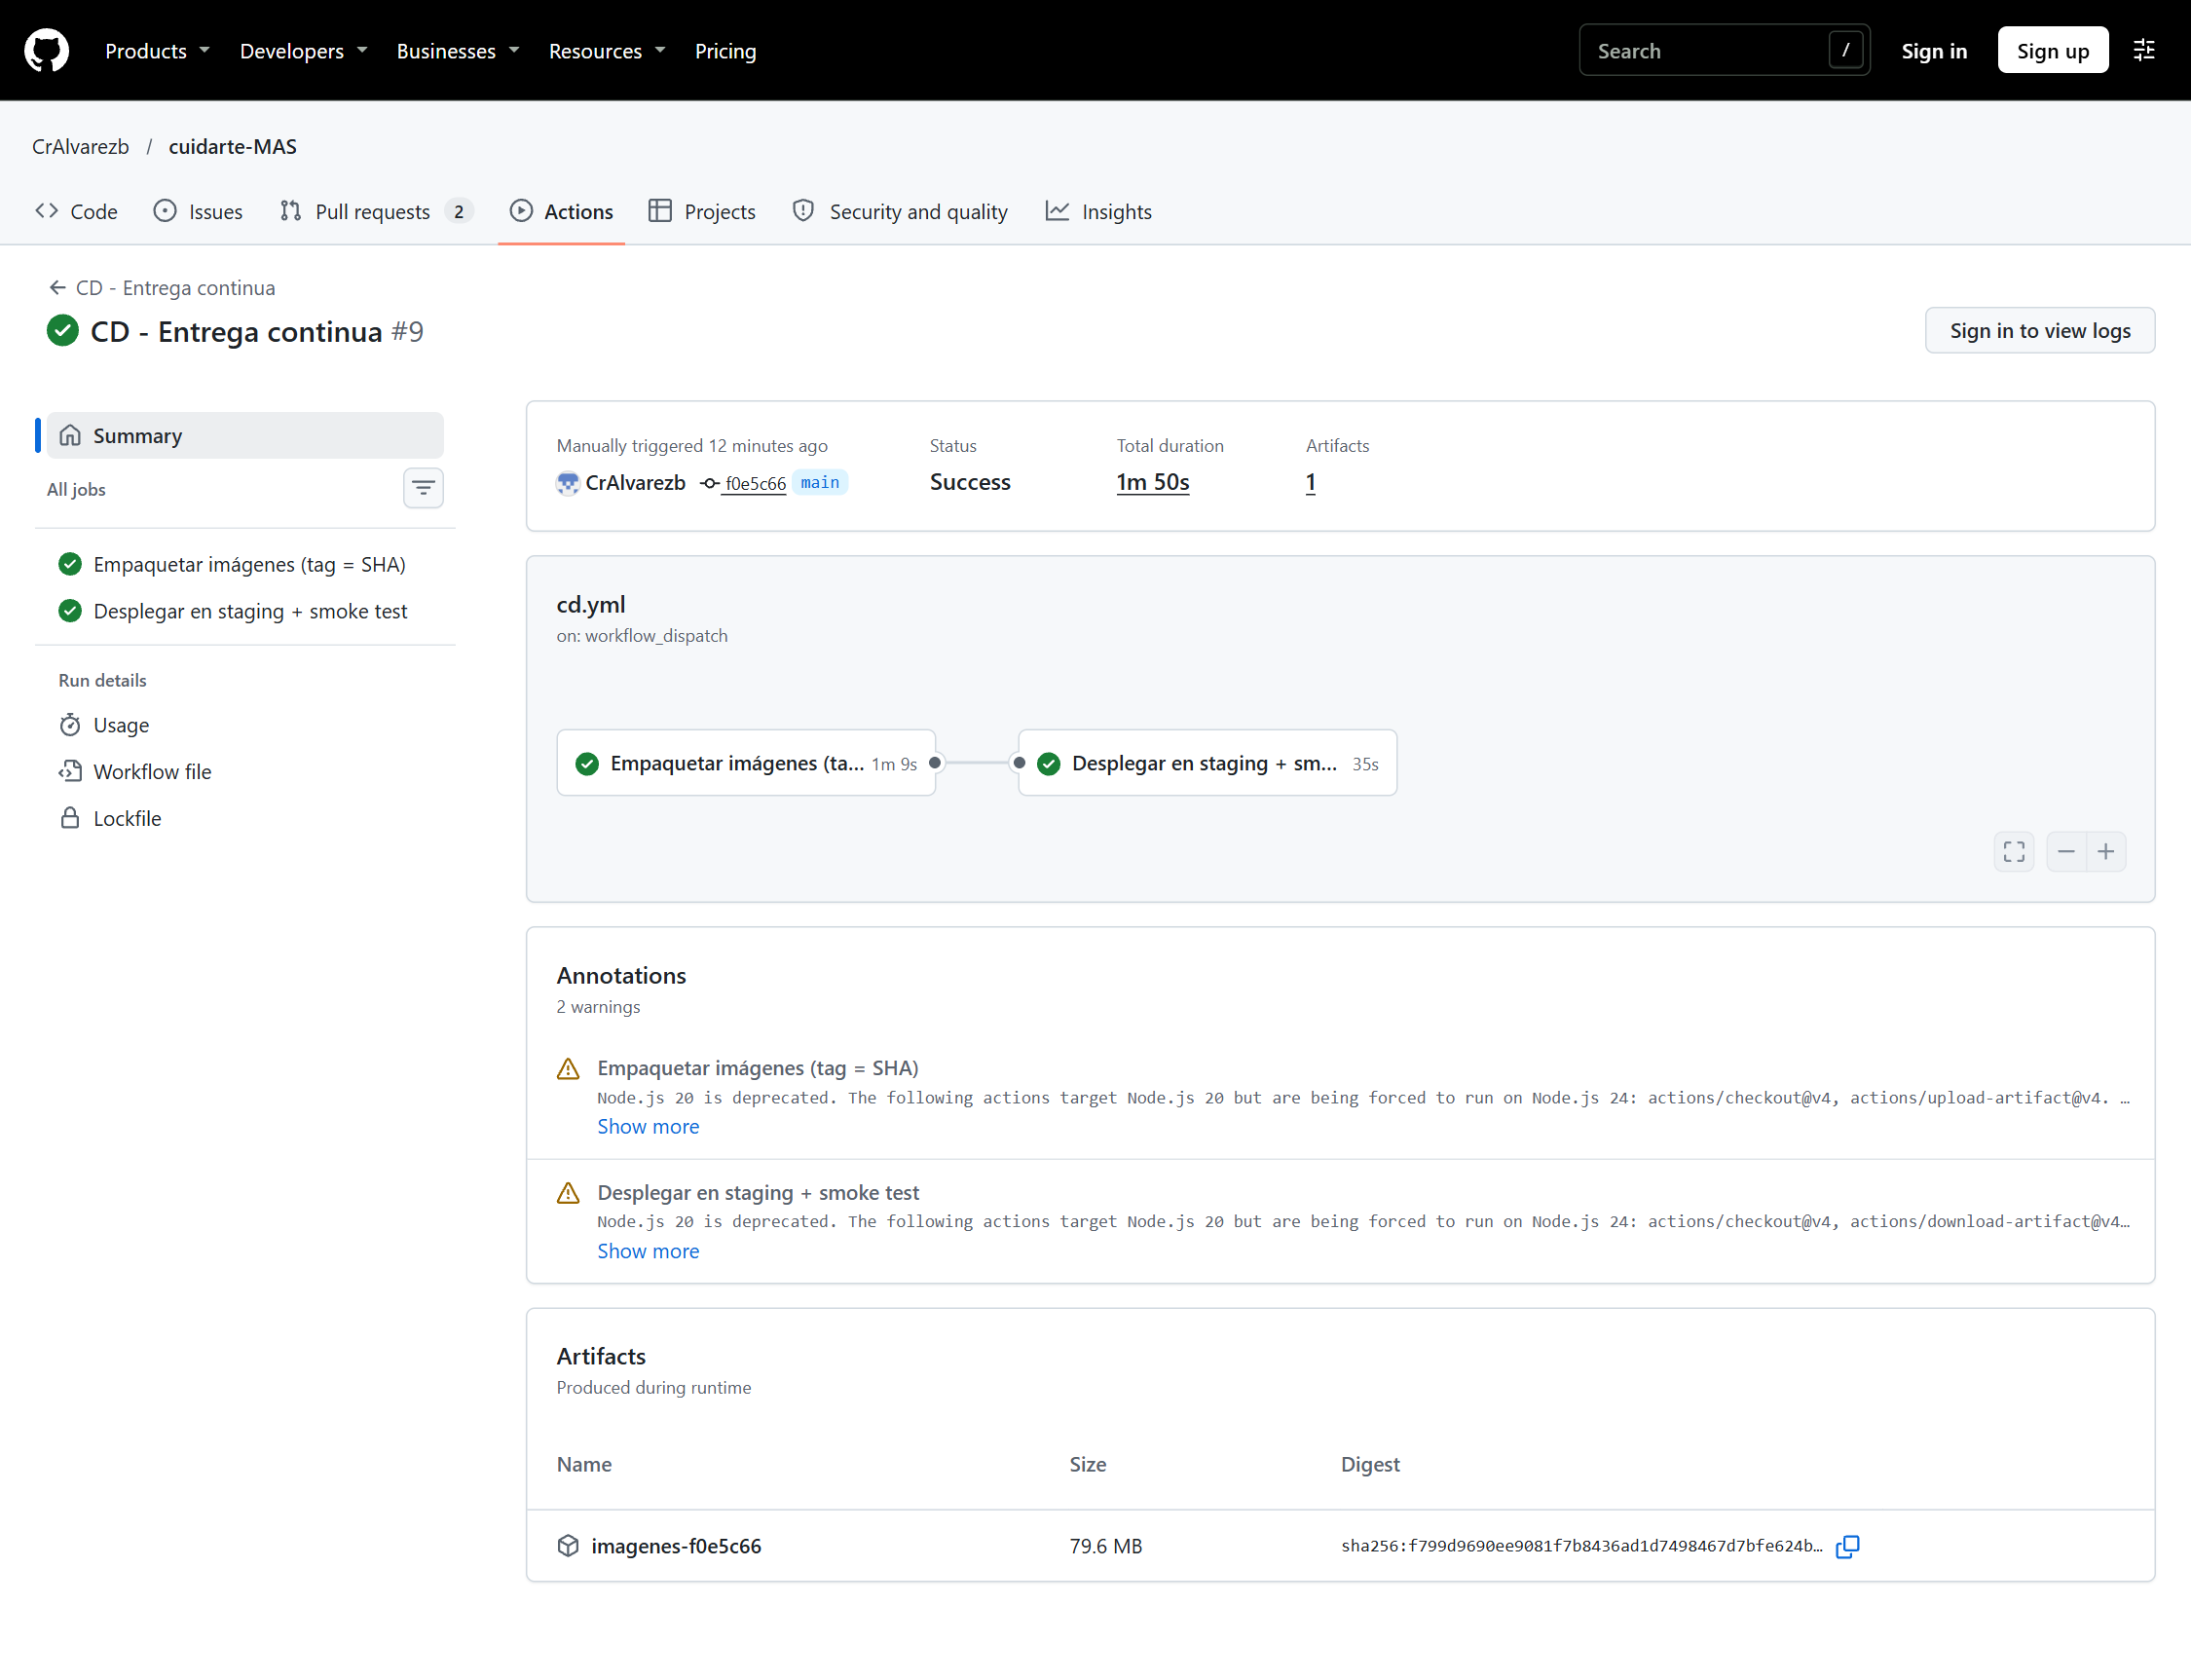 Products Developers Businesses Resources Pricing Search / Sign in Sign up
CrAlvarezb / cuidarte-MAS
Code Issues Pull requests 2 Actions Projects Security and quality Insights
CD - Entrega continua
CD - Entrega continua #9
Sign in to view logs
Summary
All jobs
Empaquetar imágenes (tag = SHA)
Desplegar en staging + smoke test
Run details
Usage
Workflow file
Lockfile
Manually triggered 12 minutes ago Status Total duration Artifacts
CrAlvarezb f0e5c66 main Success 1m 50s 1
cd.yml
on: workflow_dispatch
Empaquetar imágenes (ta... 1m 9s Desplegar en staging + sm... 35s
Annotations
2 warnings
Empaquetar imágenes (tag = SHA)
Node.js 20 is deprecated. The following actions target Node.js 20 but are being forced to run on Node.js 24: actions/checkout@v4, actions/upload-artifact@v4. …
Show more
Desplegar en staging + smoke test
Node.js 20 is deprecated. The following actions target Node.js 20 but are being forced to run on Node.js 24: actions/checkout@v4, actions/download-artifact@v4…
Show more
Artifacts
Produced during runtime
Name Size Digest
imagenes-f0e5c66 79.6 MB sha256:f799d9690ee9081f7b8436ad1d7498467d7bfe624b…